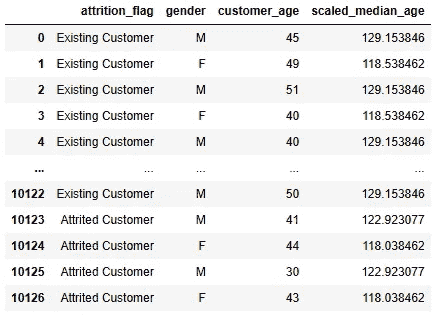 attrition_flag gender customer_age scaled_median_age
0 Existing Customer M 45 129.153846
1 Existing Customer F 49 118.538462
2 Existing Customer M 51 129.153846
3 Existing Customer F 40 118.538462
4 Existing Customer M 40 129.153846
... ... ... ... ...
10122 Existing Customer M 50 129.153846
10123 Attrited Customer M 41 122.923077
10124 Attrited Customer F 44 118.038462
10125 Attrited Customer M 30 122.923077
10126 Attrited Customer F 43 118.038462